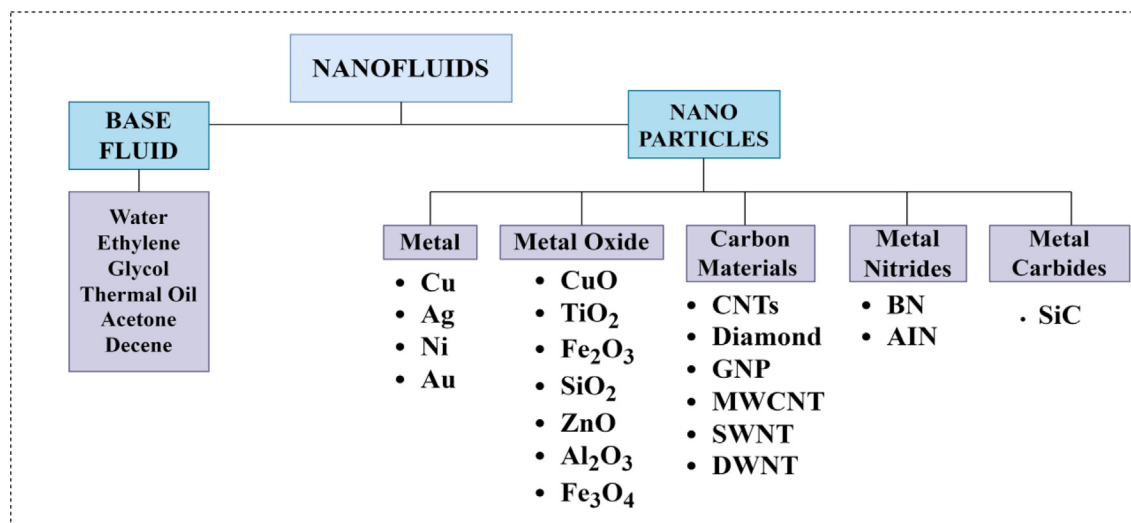 NANOFLUIDS
BASE
FLUID
Water
Ethylene
Glycol
Thermal Oil
Acetone
Decene
NANO
PARTICLES
Metal
• Cu
• Ag
• Ni
• Au
Metal Oxide
• CuO
• TiO₂
• Fe₂O₃
• SiO₂
• ZnO
• Al₂O₃
• Fe₃O₄
Carbon
Materials
• CNTs
• Diamond
• GNP
• MWCNT
• SWNT
• DWNT
Metal
Nitrides
• BN
• AIN
Metal
Carbides
• SiC